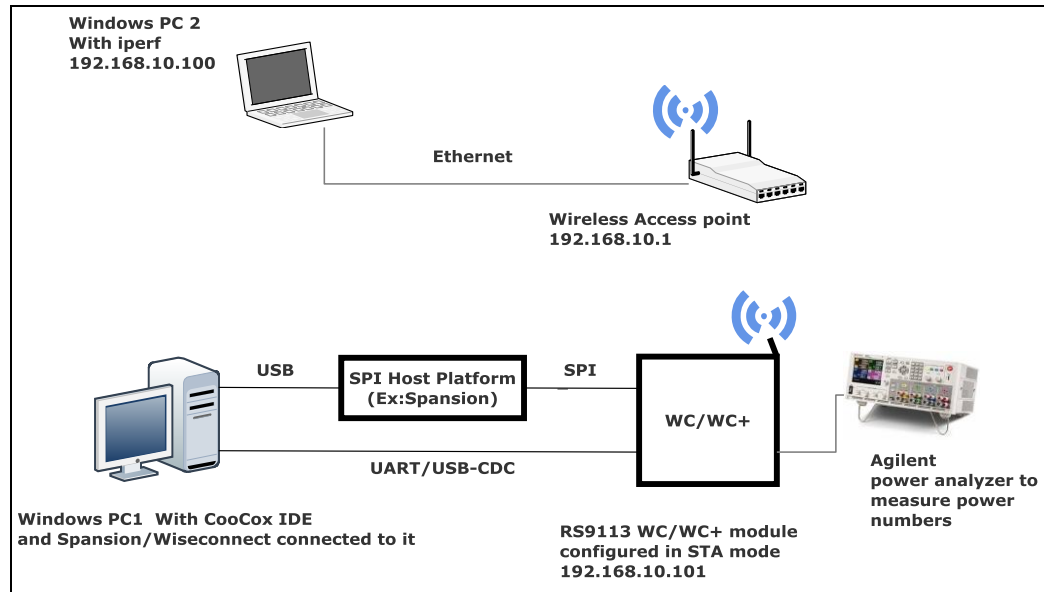 Windows PC 2
With iperf
192.168.10.100
Ethernet
Wireless Access point
192.168.10.1
USB
SPI Host Platform
(Ex:Spansion)
SPI
WC/WC+
UART/USB-CDC
Agilent
power analyzer to
measure power
numbers
Windows PC1  With CooCox IDE
and Spansion/Wiseconnect connected to it
RS9113 WC/WC+ module
configured in STA mode
192.168.10.101